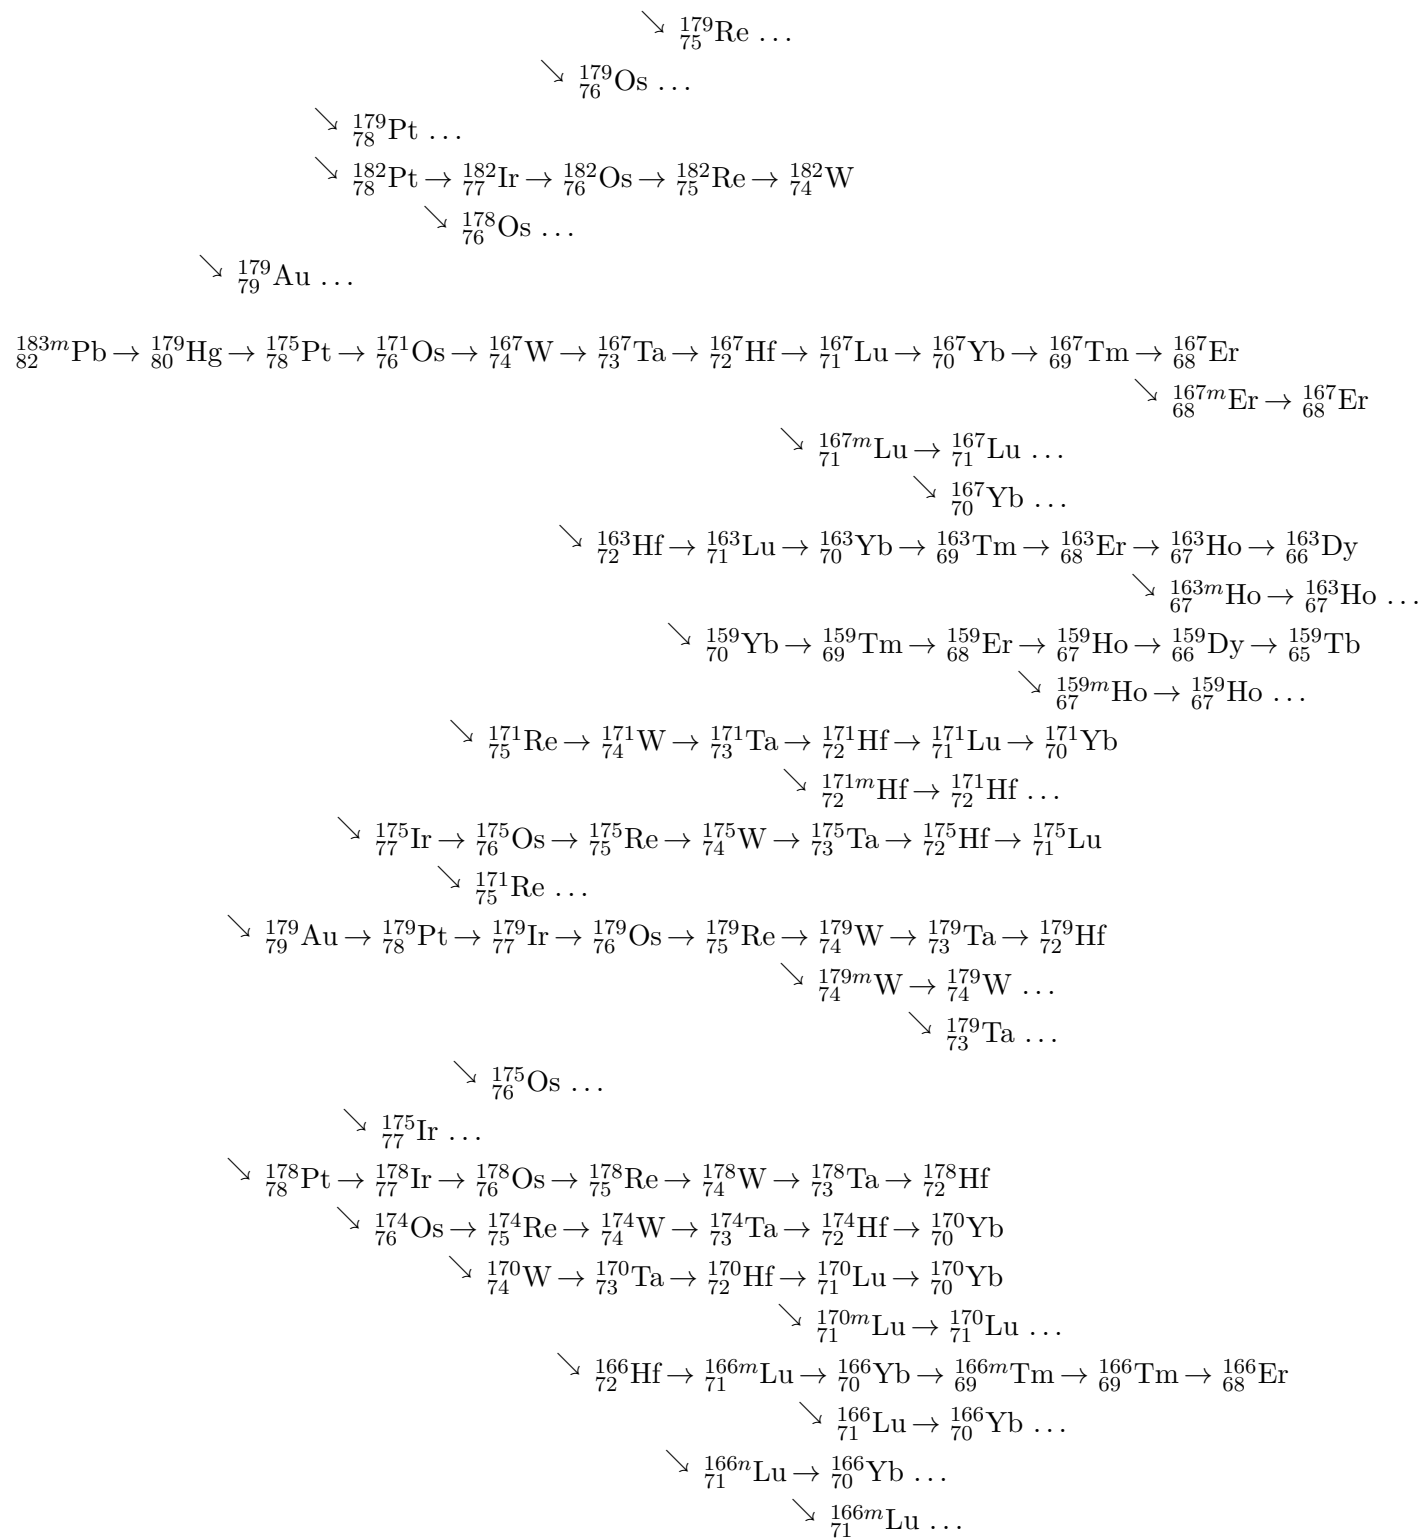 ↘ ¹⁷⁹₇₅Re …
↘ ¹⁷⁹₇₆Os …
↘ ¹⁷⁹₇₈Pt …
↘ ¹⁸²₇₈Pt → ¹⁸²₇₇Ir → ¹⁸²₇₆Os → ¹⁸²₇₅Re → ¹⁸²₇₄W
↘ ¹⁷⁸₇₆Os …
↘ ¹⁷⁹₇₉Au …
¹⁸³ᵐ₈₂Pb → ¹⁷⁹₈₀Hg → ¹⁷⁵₇₈Pt → ¹⁷¹₇₆Os → ¹⁶⁷₇₄W → ¹⁶⁷₇₃Ta → ¹⁶⁷₇₂Hf → ¹⁶⁷₇₁Lu → ¹⁶⁷₇₀Yb → ¹⁶⁷₆₉Tm → ¹⁶⁷₆₈Er
↘ ¹⁶⁷ᵐ₆₈Er → ¹⁶⁷₆₈Er
↘ ¹⁶⁷ᵐ₇₁Lu → ¹⁶⁷₇₁Lu …
↘ ¹⁶⁷₇₀Yb …
↘ ¹⁶³₇₂Hf → ¹⁶³₇₁Lu → ¹⁶³₇₀Yb → ¹⁶³₆₉Tm → ¹⁶³₆₈Er → ¹⁶³₆₇Ho → ¹⁶³₆₆Dy
↘ ¹⁶³ᵐ₆₇Ho → ¹⁶³₆₇Ho …
↘ ¹⁵⁹₇₀Yb → ¹⁵⁹₆₉Tm → ¹⁵⁹₆₈Er → ¹⁵⁹₆₇Ho → ¹⁵⁹₆₆Dy → ¹⁵⁹₆₅Tb
↘ ¹⁵⁹ᵐ₆₇Ho → ¹⁵⁹₆₇Ho …
↘ ¹⁷¹₇₅Re → ¹⁷¹₇₄W → ¹⁷¹₇₃Ta → ¹⁷¹₇₂Hf → ¹⁷¹₇₁Lu → ¹⁷¹₇₀Yb
↘ ¹⁷¹ᵐ₇₂Hf → ¹⁷¹₇₂Hf …
↘ ¹⁷⁵₇₇Ir → ¹⁷⁵₇₆Os → ¹⁷⁵₇₅Re → ¹⁷⁵₇₄W → ¹⁷⁵₇₃Ta → ¹⁷⁵₇₂Hf → ¹⁷⁵₇₁Lu
↘ ¹⁷¹₇₅Re …
↘ ¹⁷⁹₇₉Au → ¹⁷⁹₇₈Pt → ¹⁷⁹₇₇Ir → ¹⁷⁹₇₆Os → ¹⁷⁹₇₅Re → ¹⁷⁹₇₄W → ¹⁷⁹₇₃Ta → ¹⁷⁹₇₂Hf
↘ ¹⁷⁹ᵐ₇₄W → ¹⁷⁹₇₄W …
↘ ¹⁷⁹₇₃Ta …
↘ ¹⁷⁵₇₆Os …
↘ ¹⁷⁵₇₇Ir …
↘ ¹⁷⁸₇₈Pt → ¹⁷⁸₇₇Ir → ¹⁷⁸₇₆Os → ¹⁷⁸₇₅Re → ¹⁷⁸₇₄W → ¹⁷⁸₇₃Ta → ¹⁷⁸₇₂Hf
↘ ¹⁷⁴₇₆Os → ¹⁷⁴₇₅Re → ¹⁷⁴₇₄W → ¹⁷⁴₇₃Ta → ¹⁷⁴₇₂Hf → ¹⁷⁰₇₀Yb
↘ ¹⁷⁰₇₄W → ¹⁷⁰₇₃Ta → ¹⁷⁰₇₂Hf → ¹⁷⁰₇₁Lu → ¹⁷⁰₇₀Yb
↘ ¹⁷⁰ᵐ₇₁Lu → ¹⁷⁰₇₁Lu …
↘ ¹⁶⁶₇₂Hf → ¹⁶⁶ᵐ₇₁Lu → ¹⁶⁶₇₀Yb → ¹⁶⁶ᵐ₆₉Tm → ¹⁶⁶₆₉Tm → ¹⁶⁶₆₈Er
↘ ¹⁶⁶₇₁Lu → ¹⁶⁶₇₀Yb …
↘ ¹⁶⁶ⁿ₇₁Lu → ¹⁶⁶₇₀Yb …
↘ ¹⁶⁶ᵐ₇₁Lu …